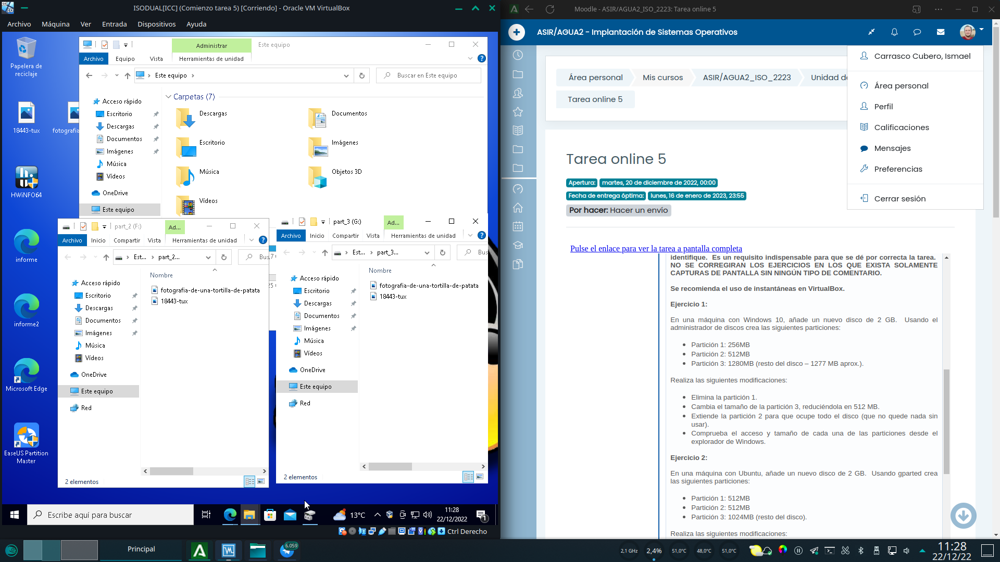 ISODUAL[ICC] (Comienzo tarea 5) [Corriendo] - Oracle VM VirtualBox
Archivo Máquina Ver Entrada Dispositivos Ayuda
Papelera de reciclaje
18443-tux
fotografia
HWiNFO64
informe
informe2
Microsoft Edge
EaseUS Partition Master
Administrar
Este equipo
Archivo Equipo Vista Herramientas de unidad
Este equipo
Buscar en Este equipo
Acceso rápido
Escritorio
Descargas
Documentos
Imágenes
Música
Vídeos
OneDrive
Este equipo
Carpetas (7)
Descargas
Documentos
Escritorio
Imágenes
Música
Objetos 3D
Vídeos
part_2 (F:)
Ad...
Archivo Inicio Compartir Vista Herramientas de unidad
Est... part_2...
Bus
Nombre
Acceso rápido
Escritorio
Descargas
Documentos
Imágenes
Música
Vídeos
OneDrive
Este equipo
Red
fotografia-de-una-tortilla-de-patata
18443-tux
2 elementos
part_3 (G:)
Ad...
Archivo Inicio Compartir Vista Herramientas de unidad
Est... part_3...
Bus
Nombre
Acceso rápido
Escritorio
Descargas
Documentos
Imágenes
Música
Vídeos
OneDrive
Este equipo
Red
fotografia-de-una-tortilla-de-patata
18443-tux
2 elementos
Escribe aquí para buscar
13°C
11:28
22/12/2022
1
Ctrl Derecho
Moodle - ASIR/AGUA2_ISO_2223: Tarea online 5
ASIR/AGUA2 - Implantación de Sistemas Operativos
Carrasco Cubero, Ismael
Área personal
Perfil
Calificaciones
Mensajes
Preferencias
Cerrar sesión
Área personal Mis cursos ASIR/AGUA2_ISO_2223
Unidad de
Tarea online 5
Tarea online 5
Apertura: martes, 20 de diciembre de 2022, 00:00
Fecha de entrega óptima: lunes, 16 de enero de 2023, 23:55
Por hacer: Hacer un envío
Pulse el enlace para ver la tarea a pantalla completa
identifique. Es un requisito indispensable para que se dé por correcta la tarea.
NO SE CORREGIRAN LOS EJERCICIOS EN LOS QUE EXISTA SOLAMENTE
CAPTURAS DE PANTALLA SIN NINGÚN TIPO DE COMENTARIO.
Se recomienda el uso de instantáneas en VirtualBox.
Ejercicio 1:
En una máquina con Windows 10, añade un nuevo disco de 2 GB. Usando el
administrador de discos crea las siguientes particiones:
• Partición 1: 256MB
• Partición 2: 512MB
• Partición 3: 1280MB (resto del disco – 1277 MB aprox.).
Realiza las siguientes modificaciones:
• Elimina la partición 1.
• Cambia el tamaño de la partición 3, reduciéndola en 512 MB.
• Extiende la partición 2 para que ocupe todo el disco (que no quede nada sin
usar).
• Comprueba el acceso y tamaño de cada una de las particiones desde el
explorador de Windows.
Ejercicio 2:
En una máquina con Ubuntu, añade un nuevo disco de 2 GB. Usando gparted crea
las siguientes particiones:
• Partición 1: 512MB
• Partición 2: 512MB
• Partición 3: 1024MB (resto del disco).
Realiza las siguientes modificaciones:
Principal
6.059
2,1 GHz
2,4%
51,0°C
48,0°C
51,0°C
11:28
22/12/22